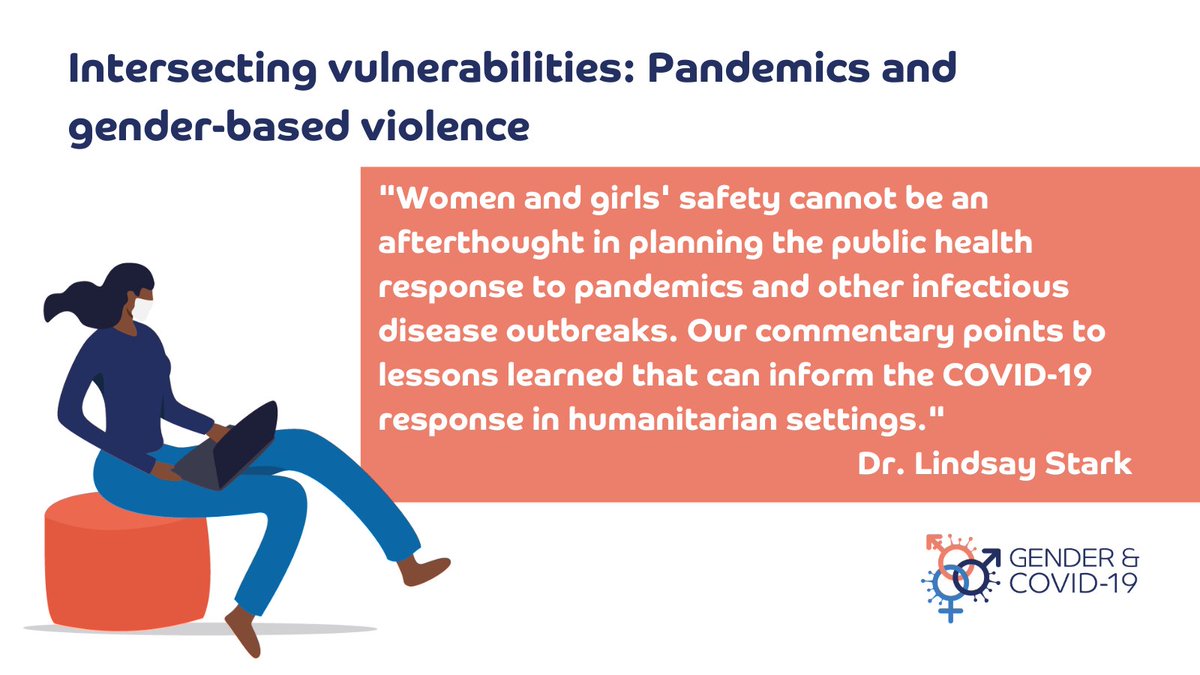 Intersecting vulnerabilities: Pandemics and
gender-based violence
"Women and girls' safety cannot be an
afterthought in planning the public health
response to pandemics and other infectious
disease outbreaks. Our commentary points to
lessons learned that can inform the COVID-19
response in humanitarian settings."
Dr. Lindsay Stark
GENDER &
COVID-19